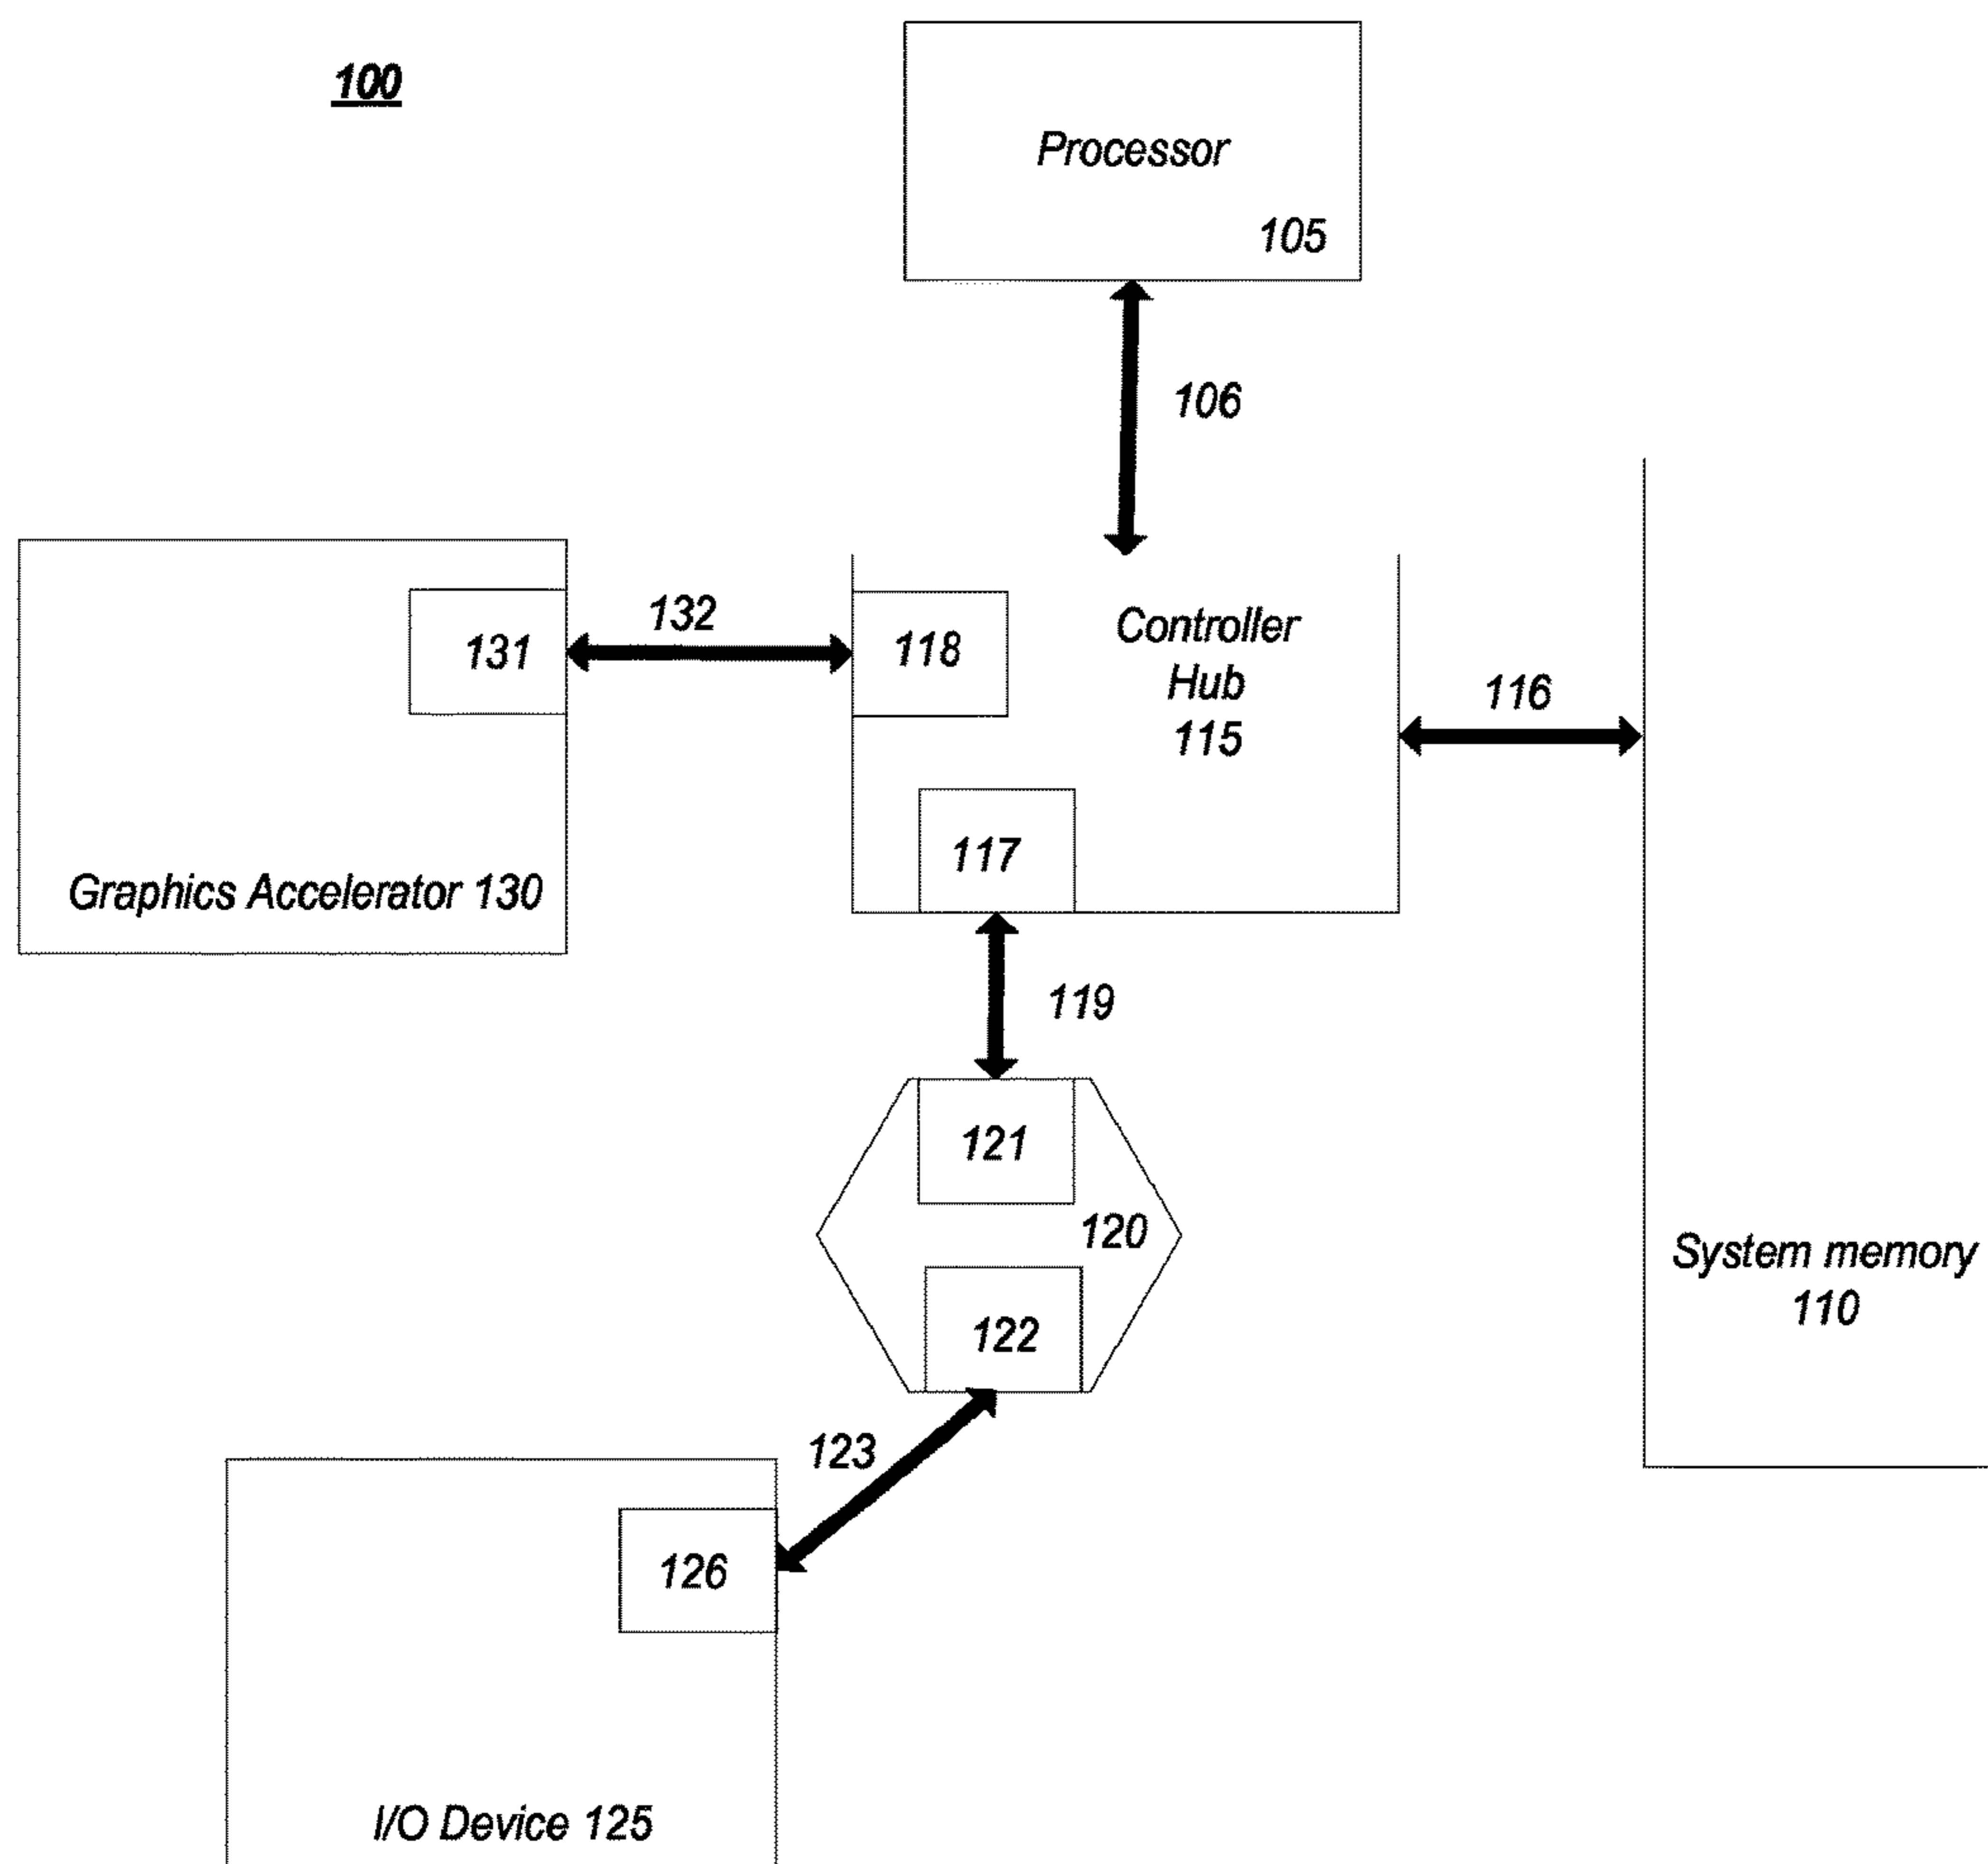 100
Processor
105
106
132
131
118
Controller
Hub
115
116
117
Graphics Accelerator 130
119
121
120
System memory
110
122
123
126
I/O Device 125